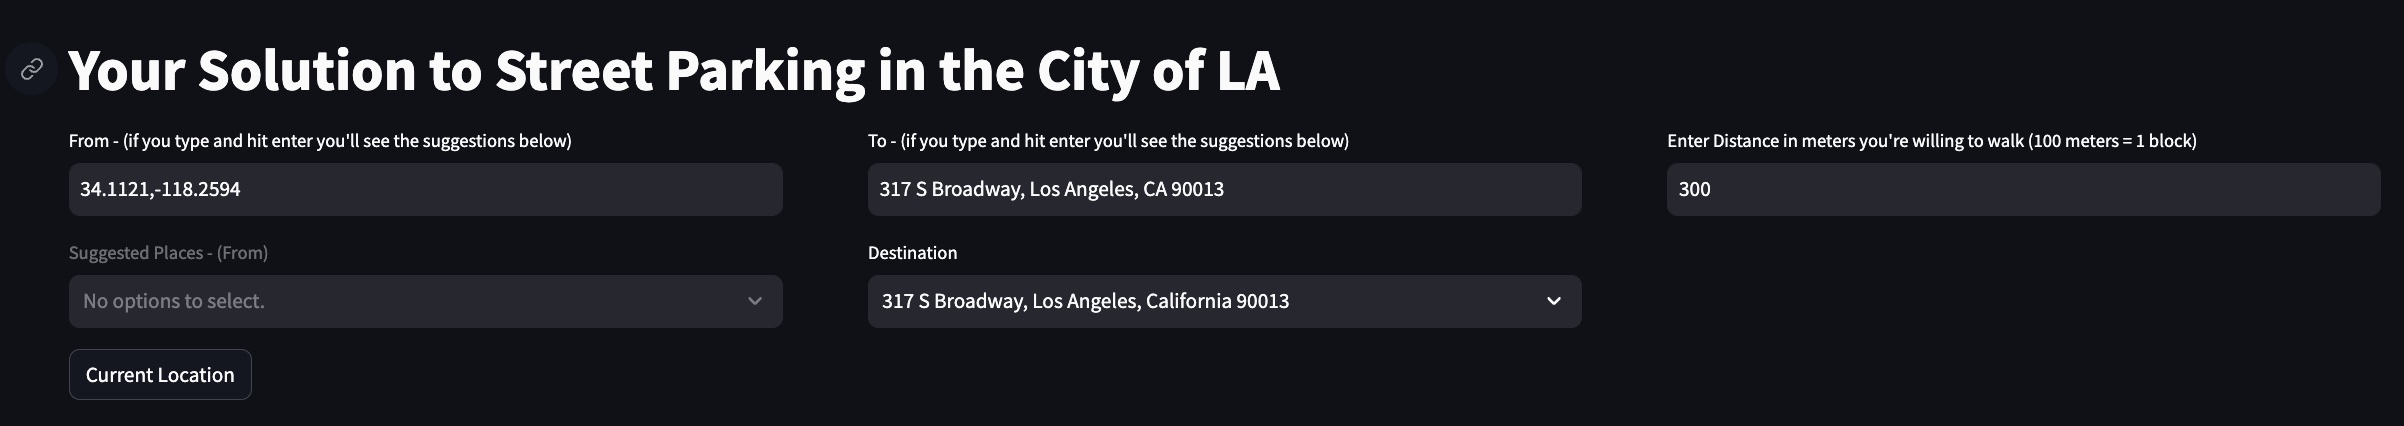 Your Solution to Street Parking in the City of LA
From - (if you type and hit enter you'll see the suggestions below)
34.1121,-118.2594
To - (if you type and hit enter you'll see the suggestions below)
317 S Broadway, Los Angeles, CA 90013
Enter Distance in meters you're willing to walk (100 meters = 1 block)
300
Suggested Places - (From)
No options to select.
Destination
317 S Broadway, Los Angeles, California 90013
Current Location